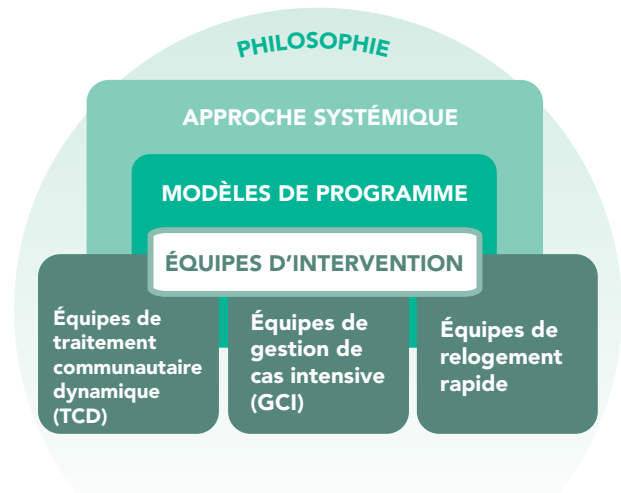 PHILOSOPHIE
APPROCHE SYSTÉMIQUE
MODÈLES DE PROGRAMME
ÉQUIPES D’INTERVENTION
Équipes de
traitement
communautaire
dynamique
(TCD)
Équipes de
gestion de
cas intensive
(GCI)
Équipes de
relogement
rapide